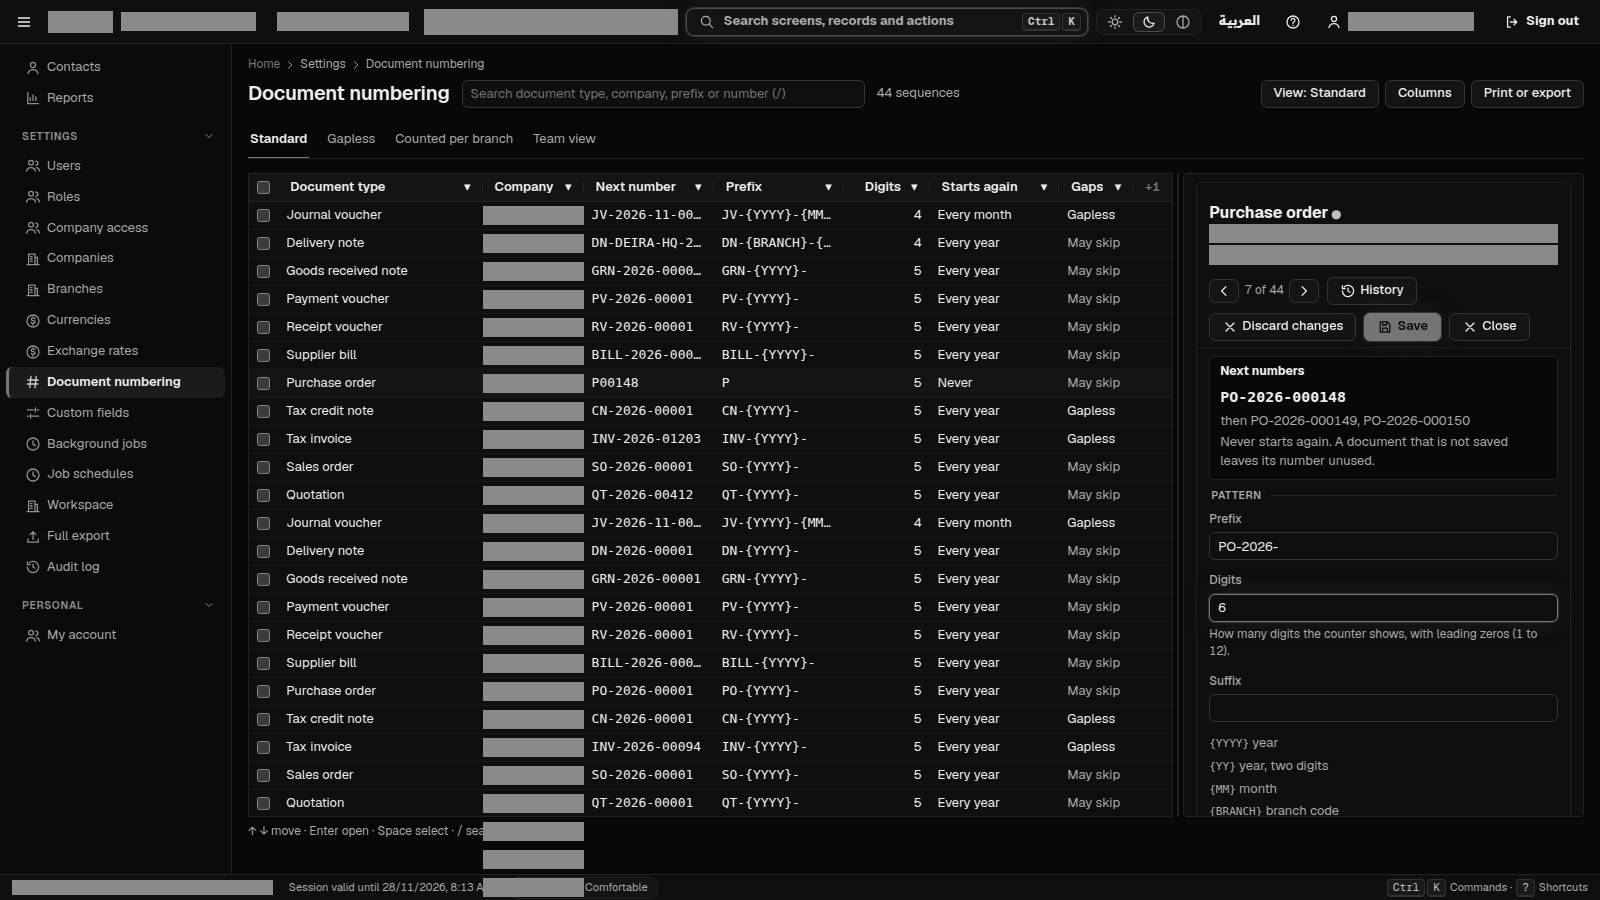 Search screens, records and actions Ctrl K العربية Sign out
Contacts
Reports
SETTINGS
Users
Roles
Company access
Companies
Branches
Currencies
Exchange rates
Document numbering
Custom fields
Background jobs
Job schedules
Workspace
Full export
Audit log
PERSONAL
My account
Home > Settings > Document numbering
Document numbering Search document type, company, prefix or number (/) 44 sequences View: Standard Columns Print or export
Standard Gapless Counted per branch Team view
Document type Company Next number Prefix Digits Starts again Gaps +1
Journal voucher JV-2026-11-00… JV-{YYYY}-{MM… 4 Every month Gapless
Delivery note DN-DEIRA-HQ-2… DN-{BRANCH}-{… 4 Every year May skip
Goods received note GRN-2026-0000… GRN-{YYYY}- 5 Every year May skip
Payment voucher PV-2026-00001 PV-{YYYY}- 5 Every year May skip
Receipt voucher RV-2026-00001 RV-{YYYY}- 5 Every year May skip
Supplier bill BILL-2026-000… BILL-{YYYY}- 5 Every year May skip
Purchase order P00148 P 5 Never May skip
Tax credit note CN-2026-00001 CN-{YYYY}- 5 Every year Gapless
Tax invoice INV-2026-01203 INV-{YYYY}- 5 Every year Gapless
Sales order SO-2026-00001 SO-{YYYY}- 5 Every year May skip
Quotation QT-2026-00412 QT-{YYYY}- 5 Every year May skip
Journal voucher JV-2026-11-00… JV-{YYYY}-{MM… 4 Every month Gapless
Delivery note DN-2026-00001 DN-{YYYY}- 5 Every year May skip
Goods received note GRN-2026-00001 GRN-{YYYY}- 5 Every year May skip
Payment voucher PV-2026-00001 PV-{YYYY}- 5 Every year May skip
Receipt voucher RV-2026-00001 RV-{YYYY}- 5 Every year May skip
Supplier bill BILL-2026-000… BILL-{YYYY}- 5 Every year May skip
Purchase order PO-2026-00001 PO-{YYYY}- 5 Every year May skip
Tax credit note CN-2026-00001 CN-{YYYY}- 5 Every year Gapless
Tax invoice INV-2026-00094 INV-{YYYY}- 5 Every year Gapless
Sales order SO-2026-00001 SO-{YYYY}- 5 Every year May skip
Quotation QT-2026-00001 QT-{YYYY}- 5 Every year May skip
↑↓ move · Enter open · Space select · /
Purchase order
7 of 44 History
Discard changes Save Close
Next numbers
PO-2026-000148
then PO-2026-000149, PO-2026-000150
Never starts again. A document that is not saved
leaves its number unused.
PATTERN
Prefix
PO-2026-
Digits
6
How many digits the counter shows, with leading zeros (1 to
12).
Suffix
{YYYY} year
{YY} year, two digits
{MM} month
{BRANCH} branch code
Session valid until 28/11/2026, 8:13 Comfortable Ctrl K Commands · ? Shortcuts